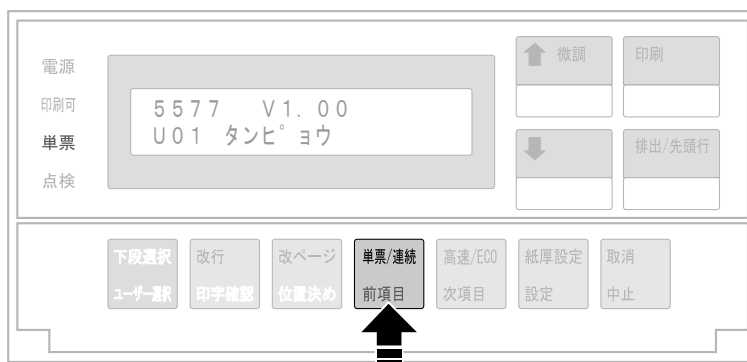 電源
印刷可
単票
点検
5577 V1.00
U01 タンピョウ
微調
印刷
排出/先頭行
下段選択
ユーザー選択
改行
印字確認
改ページ
位置決め
単票/連続
前項目
高速/ECO
次項目
紙厚設定
設定
取消
中止